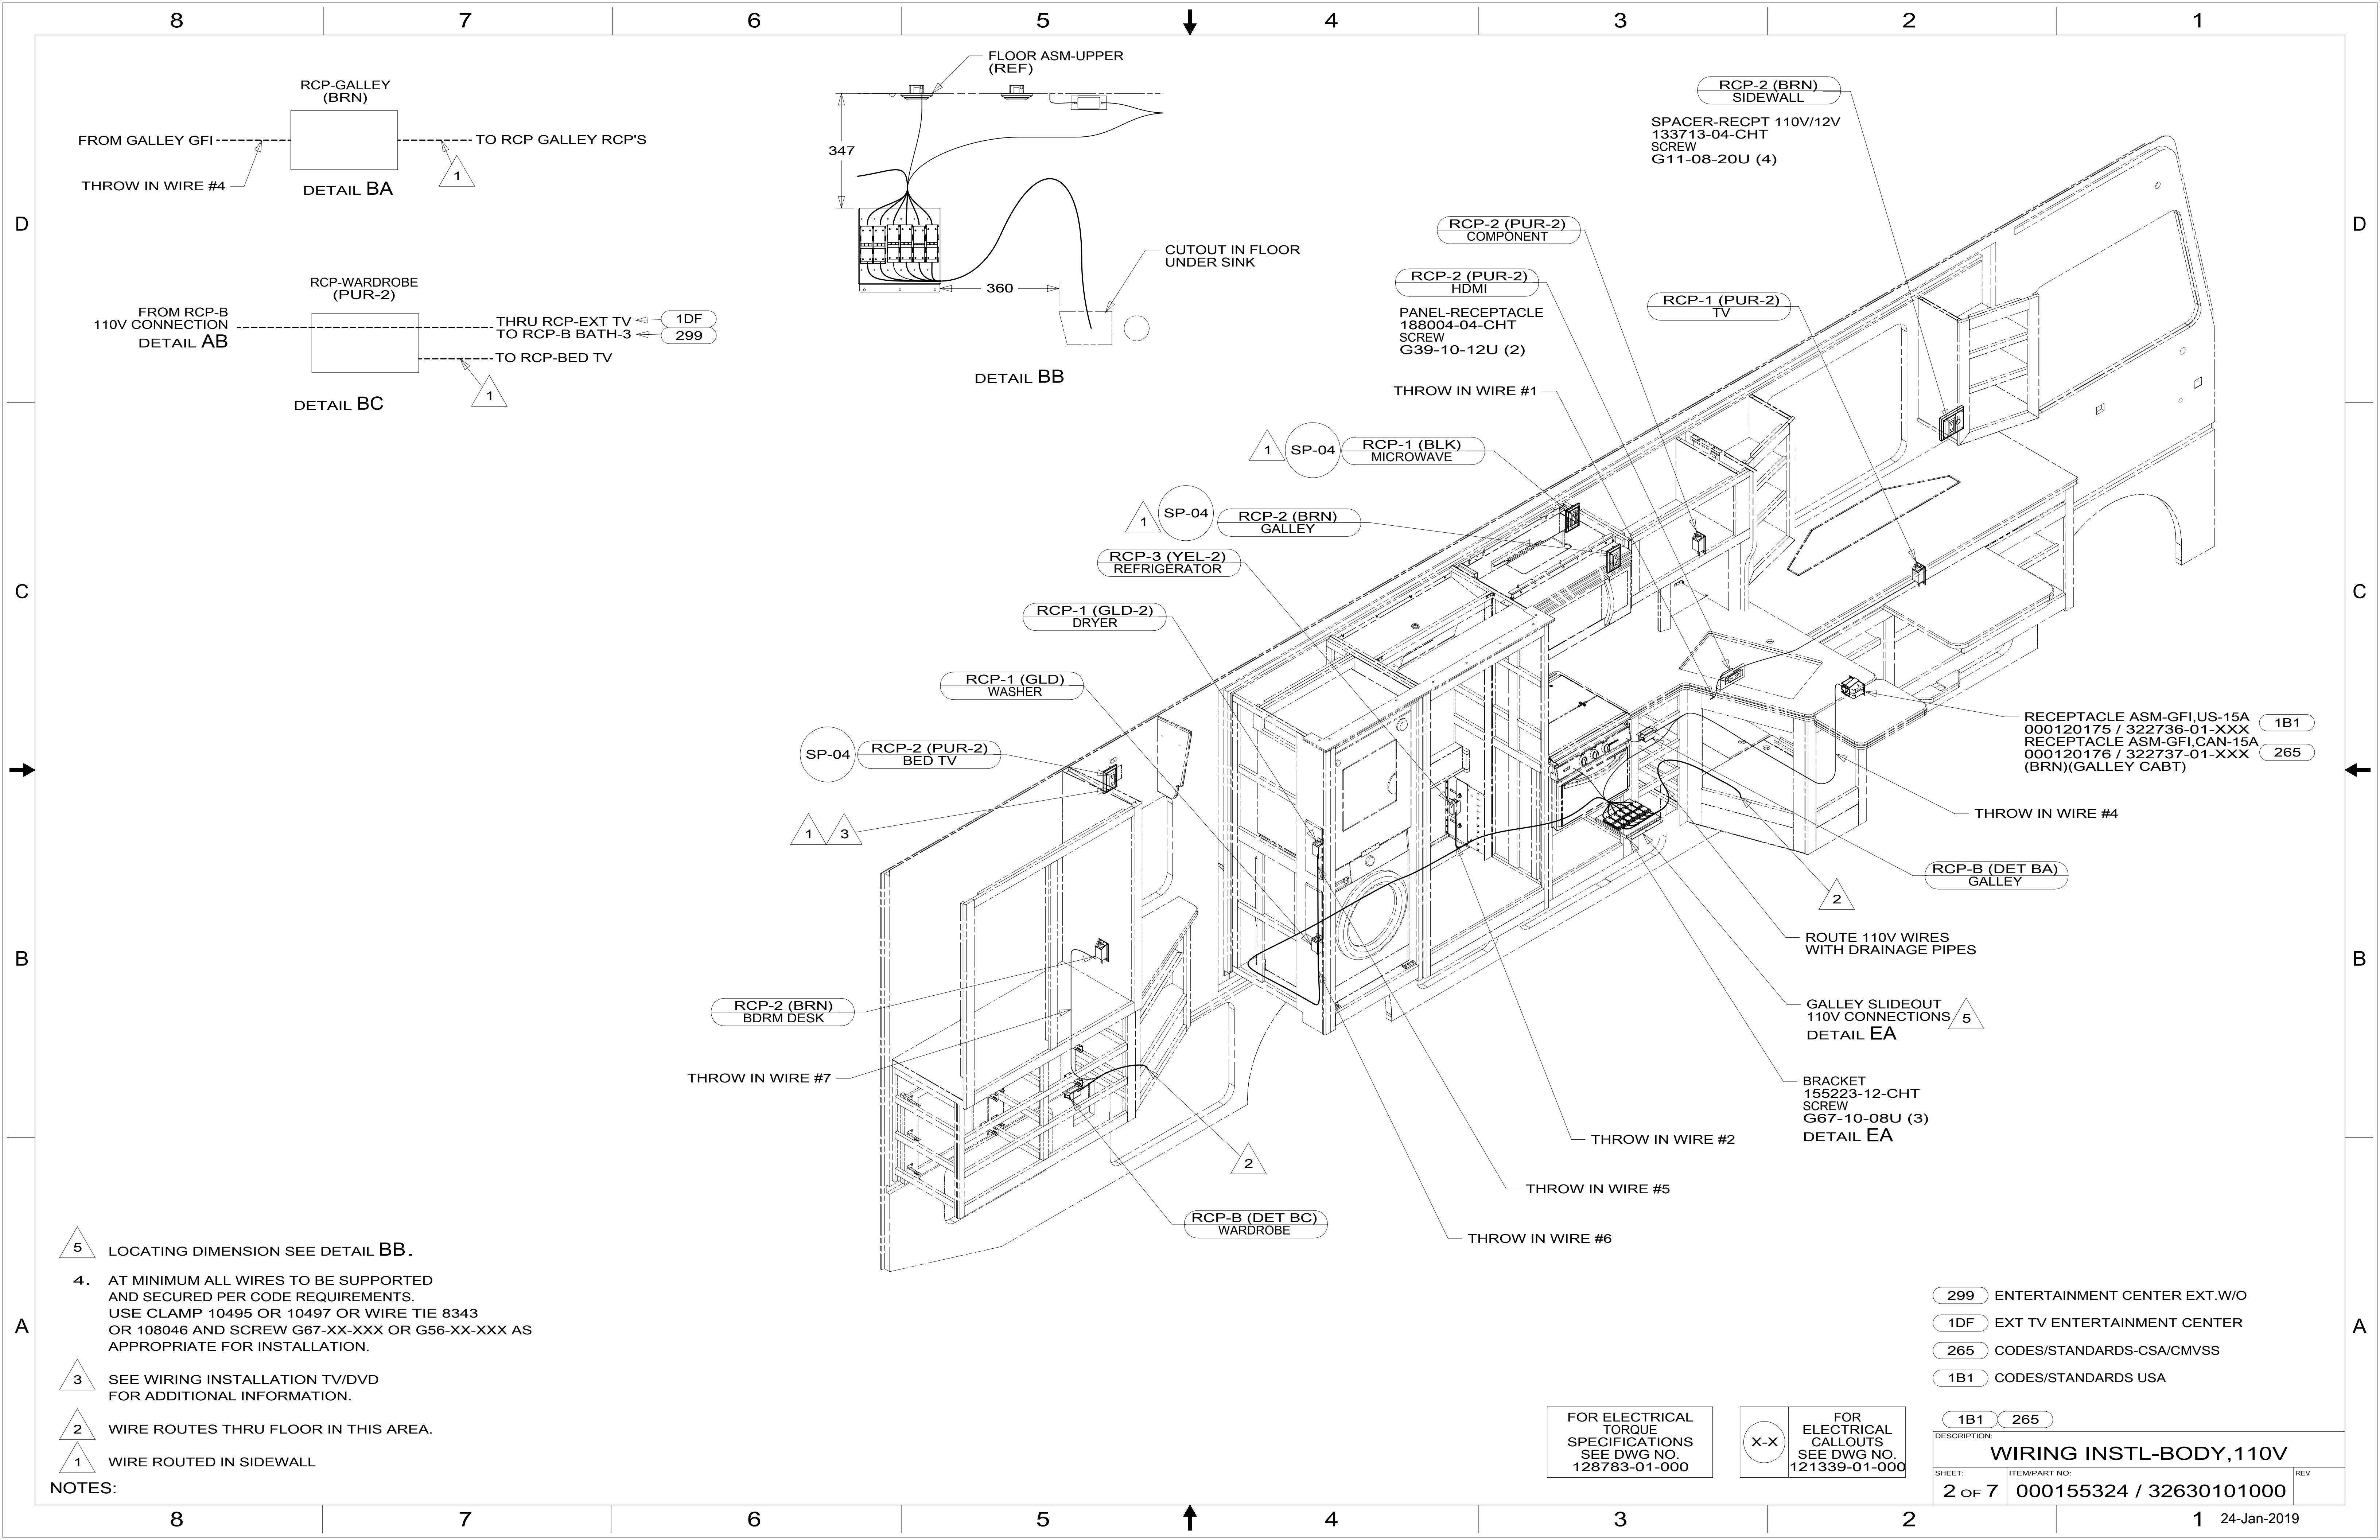 8 7 6 5 4 3 2 1
D
C
B
A
RCP-GALLEY
(BRN)
FROM GALLEY GFI
TO RCP GALLEY RCP'S
THROW IN WIRE #4
1
DETAIL BA
RCP-WARDROBE
(PUR-2)
FROM RCP-B
110V CONNECTION
DETAIL AB
THRU RCP-EXT TV 1DF
TO RCP-B BATH-3 299
TO RCP-BED TV
1
DETAIL BC
FLOOR ASM-UPPER
(REF)
347
360
CUTOUT IN FLOOR
UNDER SINK
DETAIL BB
RCP-2 (BRN)
SIDEWALL
SPACER-RECPT 110V/12V
133713-04-CHT
SCREW
G11-08-20U (4)
RCP-2 (PUR-2)
COMPONENT
RCP-2 (PUR-2)
HDMI
PANEL-RECEPTACLE
188004-04-CHT
SCREW
G39-10-12U (2)
RCP-1 (PUR-2)
TV
THROW IN WIRE #1
1 SP-04 RCP-1 (BLK)
MICROWAVE
1 SP-04 RCP-2 (BRN)
GALLEY
RCP-3 (YEL-2)
REFRIGERATOR
RCP-1 (GLD-2)
DRYER
RCP-1 (GLD)
WASHER
SP-04 RCP-2 (PUR-2)
BED TV
1 3
RECEPTACLE ASM-GFI,US-15A 1B1
000120175 / 322736-01-XXX
RECEPTACLE ASM-GFI,CAN-15A
000120176 / 322737-01-XXX 265
(BRN)(GALLEY CABT)
THROW IN WIRE #4
RCP-B (DET BA)
GALLEY
2
ROUTE 110V WIRES
WITH DRAINAGE PIPES
GALLEY SLIDEOUT
110V CONNECTIONS 5
DETAIL EA
BRACKET
155223-12-CHT
SCREW
G67-10-08U (3)
DETAIL EA
RCP-2 (BRN)
BDRM DESK
THROW IN WIRE #7
THROW IN WIRE #2
2
THROW IN WIRE #5
RCP-B (DET BC)
WARDROBE
THROW IN WIRE #6
5 LOCATING DIMENSION SEE DETAIL BB.
4. AT MINIMUM ALL WIRES TO BE SUPPORTED
AND SECURED PER CODE REQUIREMENTS.
USE CLAMP 10495 OR 10497 OR WIRE TIE 8343
OR 108046 AND SCREW G67-XX-XXX OR G56-XX-XXX AS
APPROPRIATE FOR INSTALLATION.
3 SEE WIRING INSTALLATION TV/DVD
FOR ADDITIONAL INFORMATION.
2 WIRE ROUTES THRU FLOOR IN THIS AREA.
1 WIRE ROUTED IN SIDEWALL
NOTES:
299 ENTERTAINMENT CENTER EXT.W/O
1DF EXT TV ENTERTAINMENT CENTER
265 CODES/STANDARDS-CSA/CMVSS
1B1 CODES/STANDARDS USA
FOR ELECTRICAL
TORQUE
SPECIFICATIONS
SEE DWG NO.
128783-01-000
X-X
FOR
ELECTRICAL
CALLOUTS
SEE DWG NO.
121339-01-000
1B1 265
DESCRIPTION:
WIRING INSTL-BODY,110V
SHEET: ITEM/PART NO: REV
2 OF 7 000155324 / 32630101000
D
C
B
A
8 7 6 5 4 3 2 1
24-Jan-2019